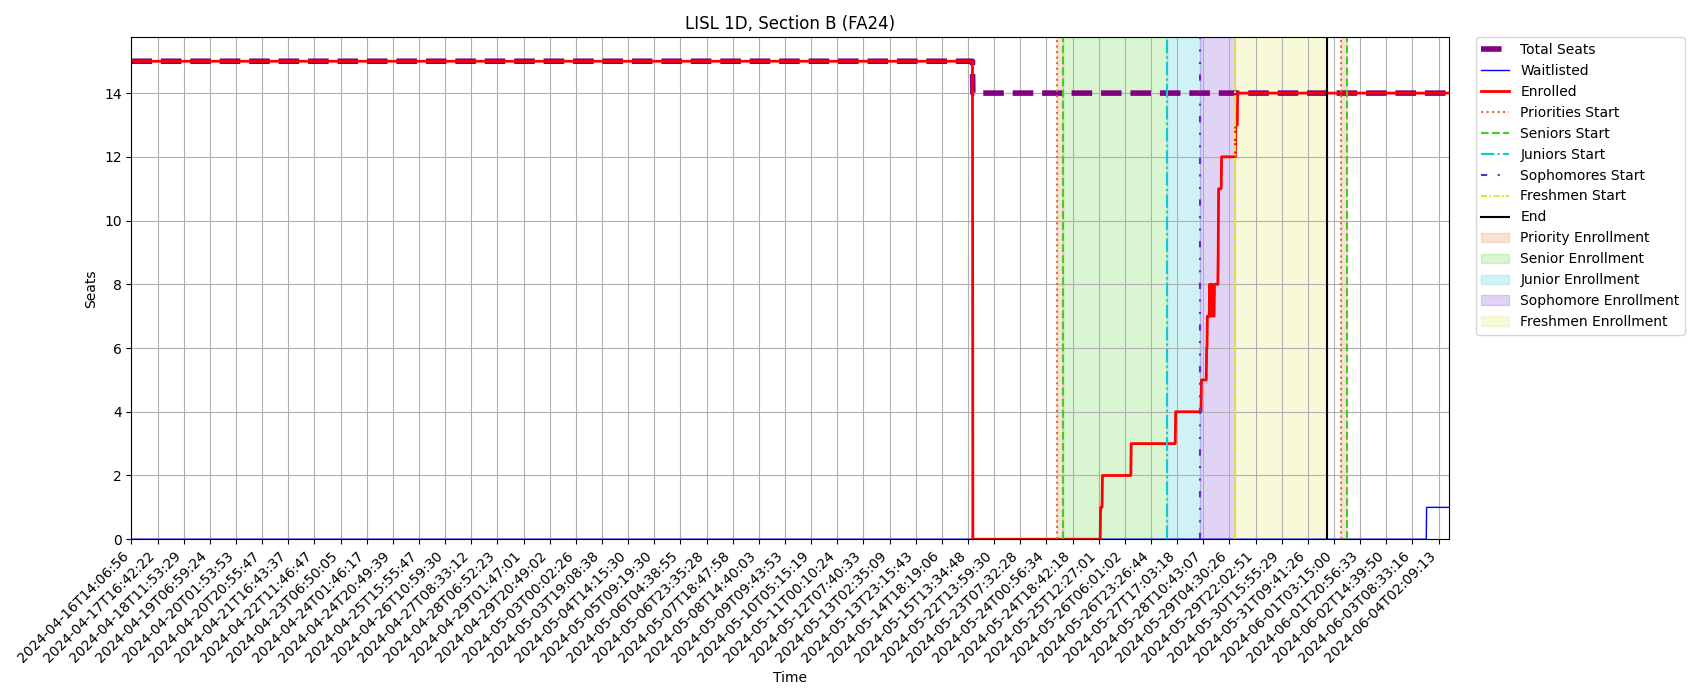 LISL 1D, Section B (FA24)
Total Seats
Waitlisted
Enrolled
Priorities Start
Seniors Start
Juniors Start
Sophomores Start
Freshmen Start
End
Priority Enrollment
Senior Enrollment
Junior Enrollment
Sophomore Enrollment
Freshmen Enrollment
Seats
14
12
10
8
6
4
2
0
2024-04-16T14:06:56
2024-04-17T16:42:22
2024-04-18T11:53:29
2024-04-19T06:59:24
2024-04-20T01:53:53
2024-04-20T20:55:47
2024-04-21T16:43:37
2024-04-22T11:46:47
2024-04-23T06:50:05
2024-04-24T01:46:17
2024-04-24T20:49:39
2024-04-25T15:55:47
2024-04-26T10:59:30
2024-04-27T08:33:12
2024-04-28T06:52:23
2024-04-29T01:47:01
2024-04-29T20:49:02
2024-05-03T00:02:26
2024-05-03T19:08:38
2024-05-04T14:15:30
2024-05-05T09:19:30
2024-05-06T04:38:55
2024-05-06T23:35:28
2024-05-07T18:47:58
2024-05-08T14:40:03
2024-05-09T09:43:53
2024-05-10T05:15:19
2024-05-11T00:10:24
2024-05-12T07:40:33
2024-05-13T02:35:09
2024-05-13T23:15:43
2024-05-14T18:19:06
2024-05-15T13:34:48
2024-05-22T13:59:30
2024-05-23T07:32:28
2024-05-24T00:56:34
2024-05-24T18:42:19
2024-05-25T12:27:01
2024-05-26T06:01:02
2024-05-26T23:26:44
2024-05-27T17:03:18
2024-05-28T10:43:07
2024-05-29T04:30:26
2024-05-29T22:02:51
2024-05-30T15:55:29
2024-05-31T09:41:26
2024-06-01T03:15:00
2024-06-01T20:56:33
2024-06-02T14:39:50
2024-06-03T08:33:16
2024-06-04T02:09:13
Time